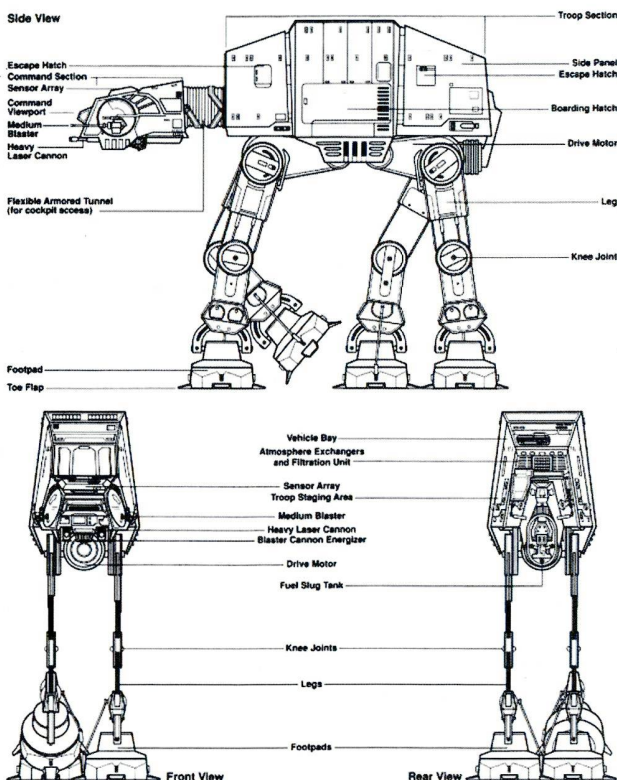 Side View
Troop Section
Escape Hatch
Command Section
Sensor Array
Command
Viewport
Medium
Blaster
Heavy
Laser Cannon
Flexible Armored Tunnel
(for cockpit access)
Side Panel
Escape Hatch
Boarding Hatch
Drive Motor
Leg
Knee Joint
Footpad
Toe Flap
Vehicle Bay
Atmosphere Exchangers
and Filtration Unit
Sensor Array
Troop Staging Area
Medium Blaster
Heavy Laser Cannon
Blaster Cannon Energizer
Drive Motor
Fuel Slug Tank
Knee Joints
Legs
Footpads
Front View
Rear View